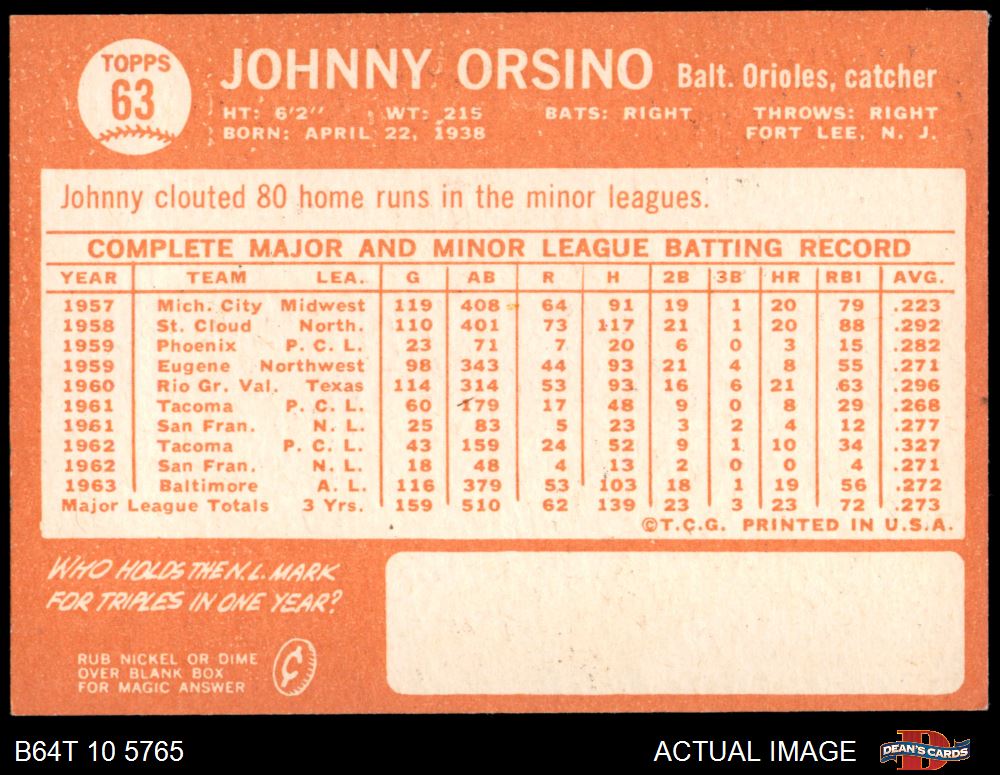 TOPPS
63
JOHNNY ORSINO Balt. Orioles, catcher
HT: 6'2" WT: 215 BATS: RIGHT THROWS: RIGHT
BORN: APRIL 22, 1938 FORT LEE, N. J.
Johnny clouted 80 home runs in the minor leagues.
COMPLETE MAJOR AND MINOR LEAGUE BATTING RECORD
YEAR TEAM LEA. G AB R H 2B 3B HR RBI AVG.
1957 Mich. City Midwest 119 408 64 91 19 1 20 79 .223
1958 St. Cloud North. 110 401 73 117 21 1 20 88 .292
1959 Phoenix P. C. L. 23 71 7 20 6 0 3 15 .282
1959 Eugene Northwest 98 343 44 93 21 4 8 55 .271
1960 Rio Gr. Val. Texas 114 314 53 93 16 6 21 63 .296
1961 Tacoma P. C. L. 60 179 17 48 9 0 8 29 .268
1961 San Fran. N. L. 25 83 5 23 3 2 4 12 .277
1962 Tacoma P. C. L. 43 159 24 52 9 1 10 34 .327
1962 San Fran. N. L. 18 48 4 13 2 0 0 4 .271
1963 Baltimore A. L. 116 379 53 103 18 1 19 56 .272
Major League Totals 3 Yrs. 159 510 62 139 23 3 23 72 .273
©T.C.G. PRINTED IN U.S.A.
WHO HOLDS THE N.L. MARK
FOR TRIPLES IN ONE YEAR?
RUB NICKEL OR DIME
OVER BLANK BOX
FOR MAGIC ANSWER
B64T 10 5765 ACTUAL IMAGE DEAN'S CARDS